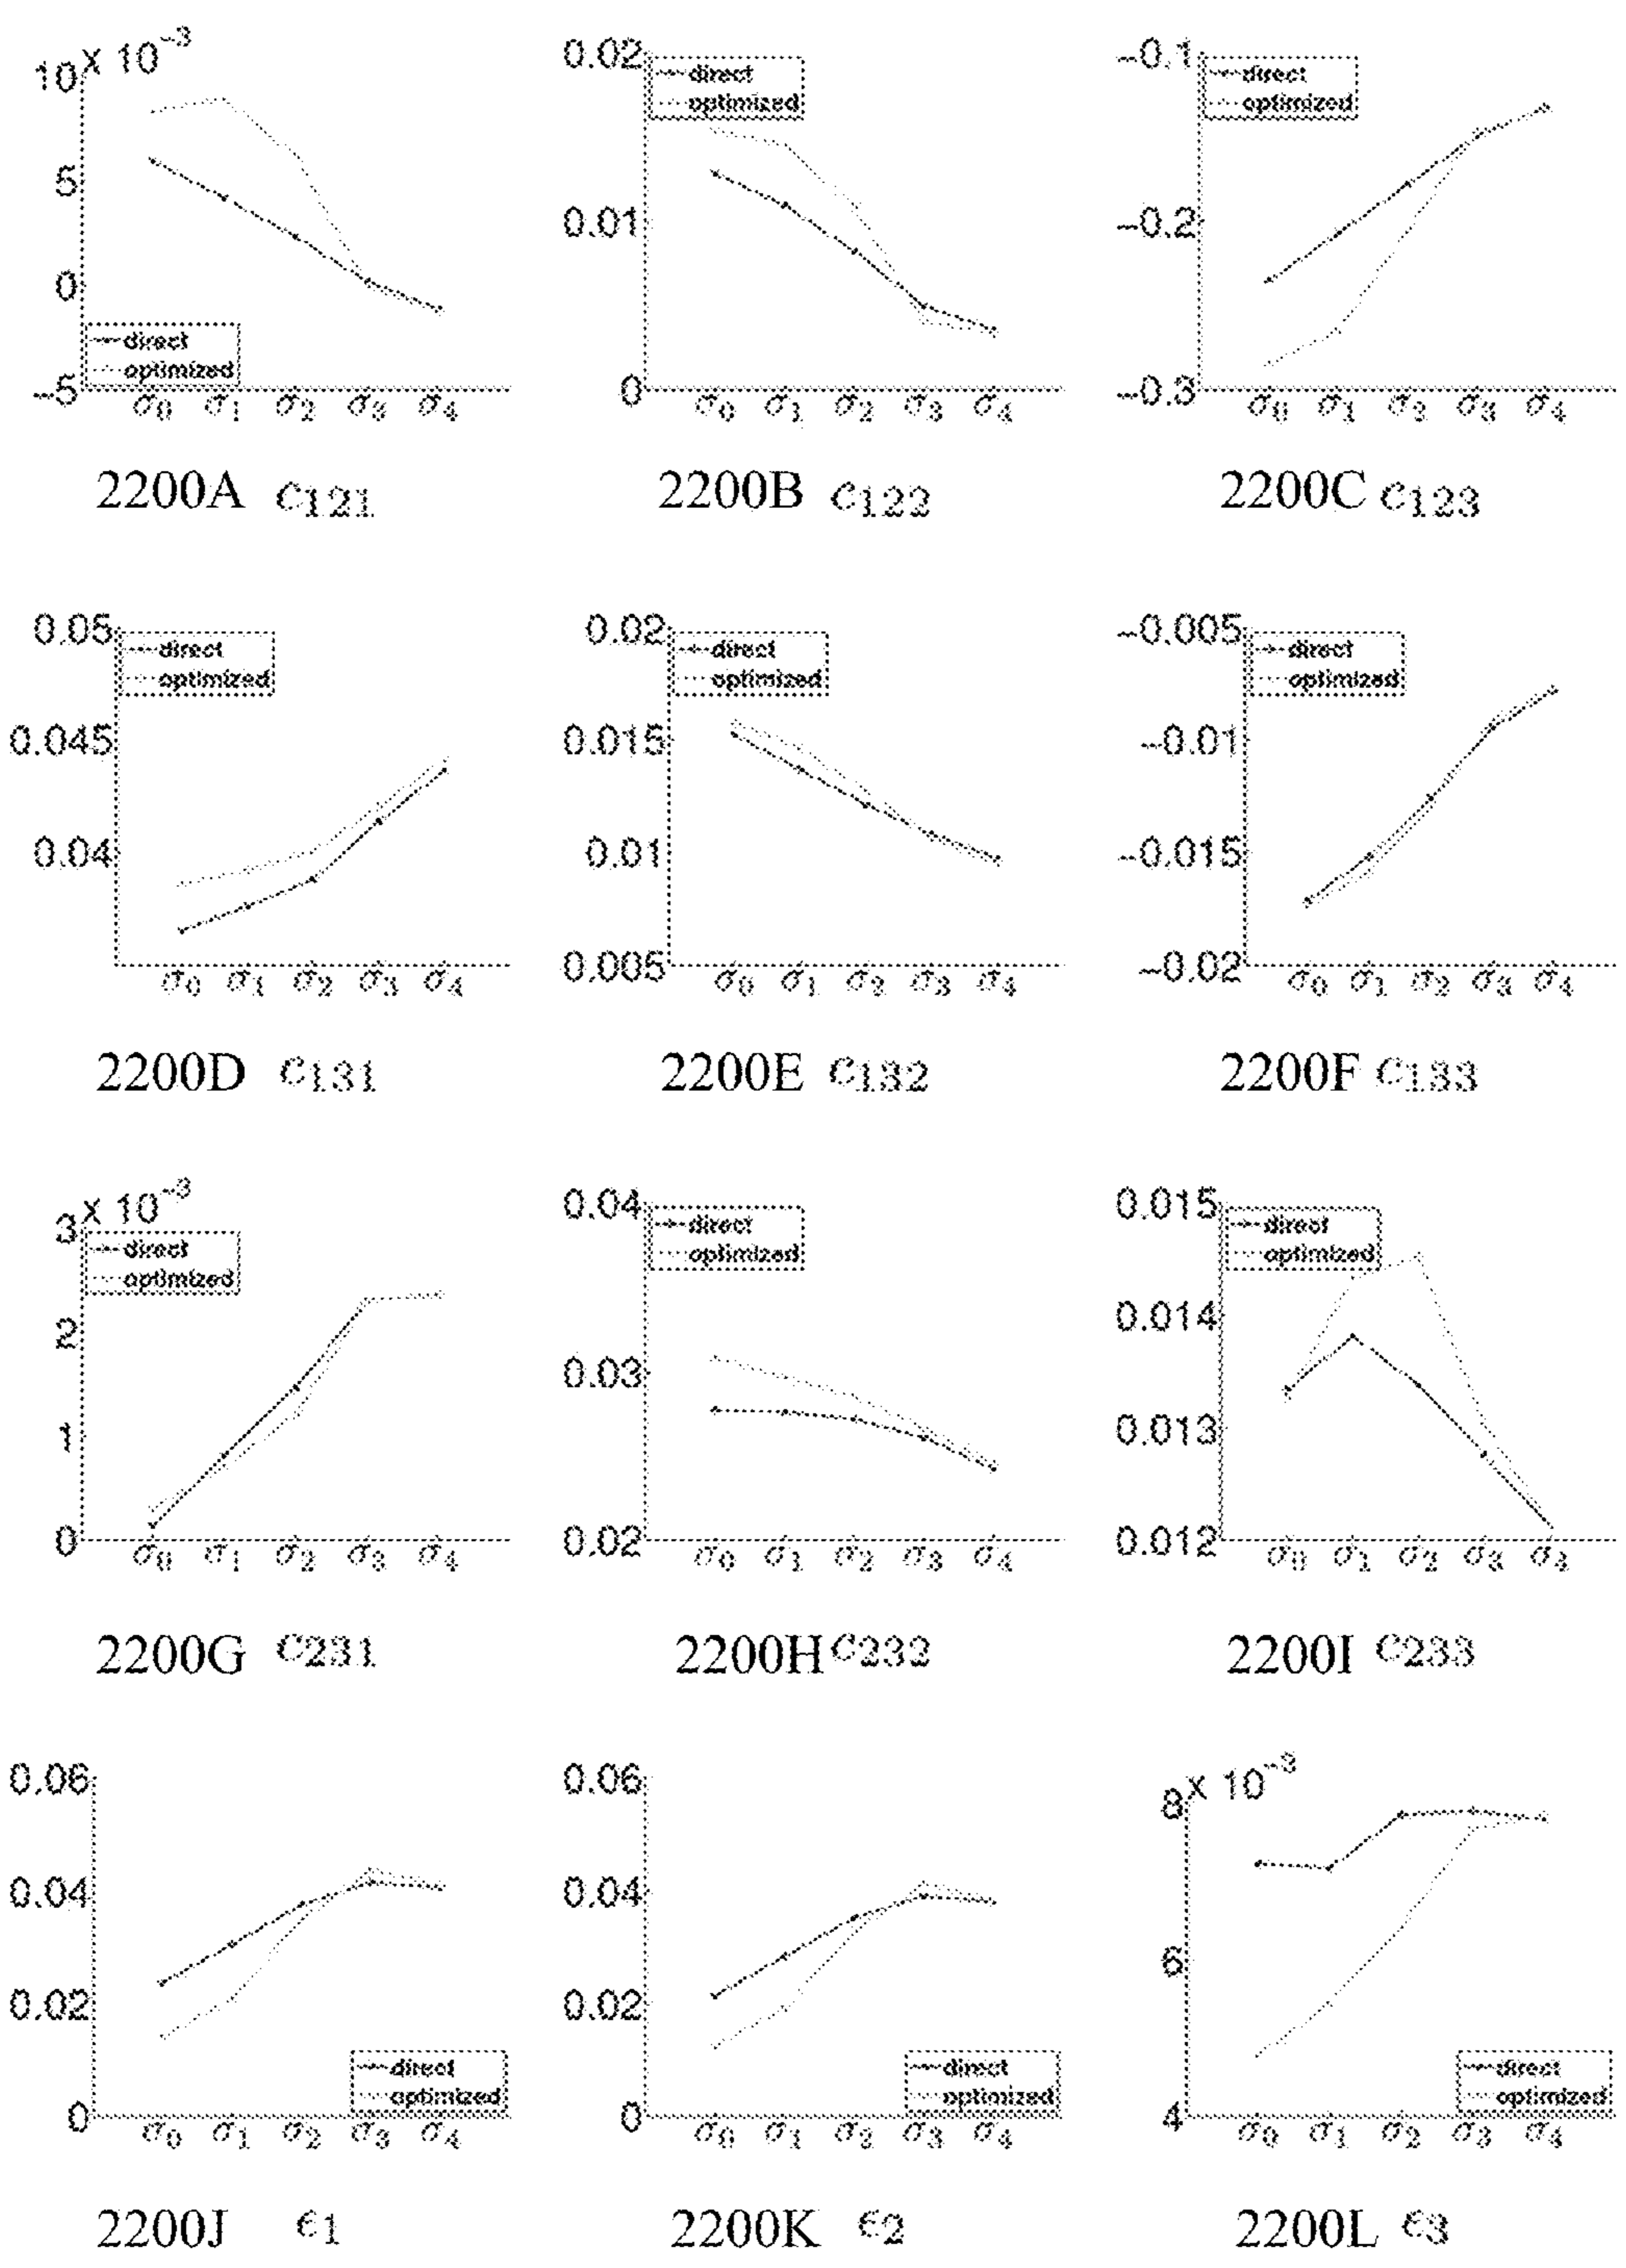 10 x 10⁻³
5
0
-5
direct
optimized
σ0 σ1 σ2 σ3 σ4
2200A c121
0.02
0.01
0
direct
optimized
σ0 σ1 σ2 σ3 σ4
2200B c122
-0.1
-0.2
-0.3
direct
optimized
σ0 σ1 σ2 σ3 σ4
2200C c123
0.05
0.045
0.04
direct
optimized
σ0 σ1 σ2 σ3 σ4
2200D c131
0.02
0.015
0.01
0.005
direct
optimized
σ0 σ1 σ2 σ3 σ4
2200E c132
-0.005
-0.01
-0.015
-0.02
direct
optimized
σ0 σ1 σ2 σ3 σ4
2200F c133
3 x 10⁻³
2
1
0
direct
optimized
σ0 σ1 σ2 σ3 σ4
2200G c231
0.04
0.03
0.02
direct
optimized
σ0 σ1 σ2 σ3 σ4
2200H c232
0.015
0.014
0.013
0.012
direct
optimized
σ0 σ1 σ2 σ3 σ4
2200I c233
0.06
0.04
0.02
0
direct
optimized
σ0 σ1 σ2 σ3 σ4
2200J ϵ1
0.06
0.04
0.02
0
direct
optimized
σ0 σ1 σ2 σ3 σ4
2200K ϵ2
8 x 10⁻³
6
4
direct
optimized
σ0 σ1 σ2 σ3 σ4
2200L ϵ3